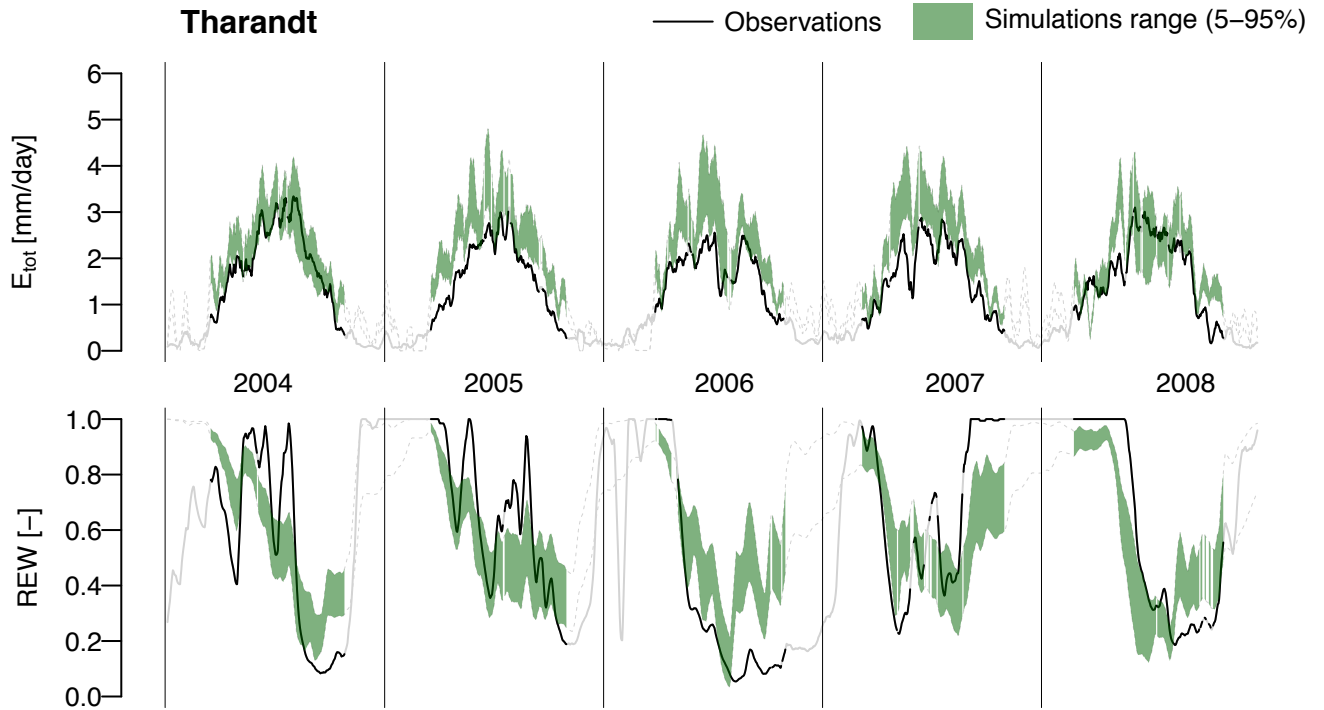 Tharandt
Observations
Simulations range (5–95%)
E_tot [mm/day]
6
5
4
3
2
1
0
2004 2005 2006 2007 2008
REW [–]
1.0
0.8
0.6
0.4
0.2
0.0